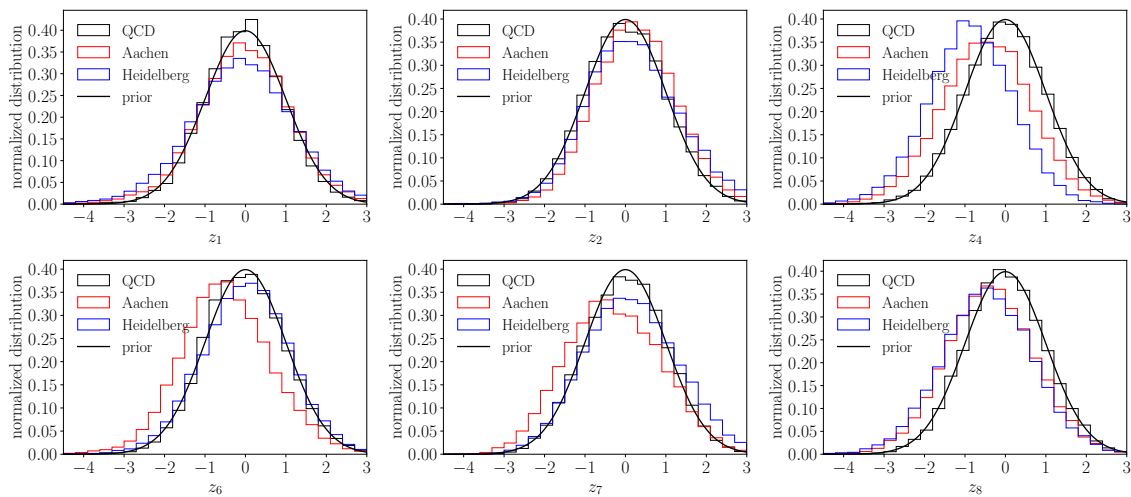 normalized distribution
0.40
0.35
0.30
0.25
0.20
0.15
0.10
0.05
0.00
QCD
Aachen
Heidelberg
prior
−4 −3 −2 −1 0 1 2 3
z1
normalized distribution
0.40
0.35
0.30
0.25
0.20
0.15
0.10
0.05
0.00
QCD
Aachen
Heidelberg
prior
−4 −3 −2 −1 0 1 2 3
z2
normalized distribution
0.40
0.35
0.30
0.25
0.20
0.15
0.10
0.05
0.00
QCD
Aachen
Heidelberg
prior
−4 −3 −2 −1 0 1 2 3
z4
normalized distribution
0.40
0.35
0.30
0.25
0.20
0.15
0.10
0.05
0.00
QCD
Aachen
Heidelberg
prior
−4 −3 −2 −1 0 1 2 3
z6
normalized distribution
0.40
0.35
0.30
0.25
0.20
0.15
0.10
0.05
0.00
QCD
Aachen
Heidelberg
prior
−4 −3 −2 −1 0 1 2 3
z7
normalized distribution
0.40
0.35
0.30
0.25
0.20
0.15
0.10
0.05
0.00
QCD
Aachen
Heidelberg
prior
−4 −3 −2 −1 0 1 2 3
z8